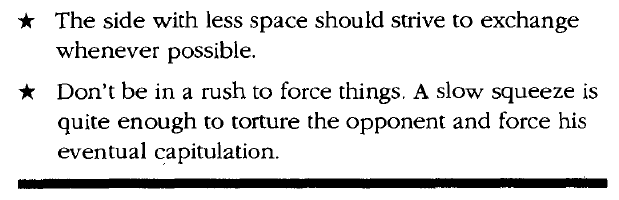 ★ The side with less space should strive to exchange
whenever possible.
★ Don't be in a rush to force things. A slow squeeze is
quite enough to torture the opponent and force his
eventual capitulation.